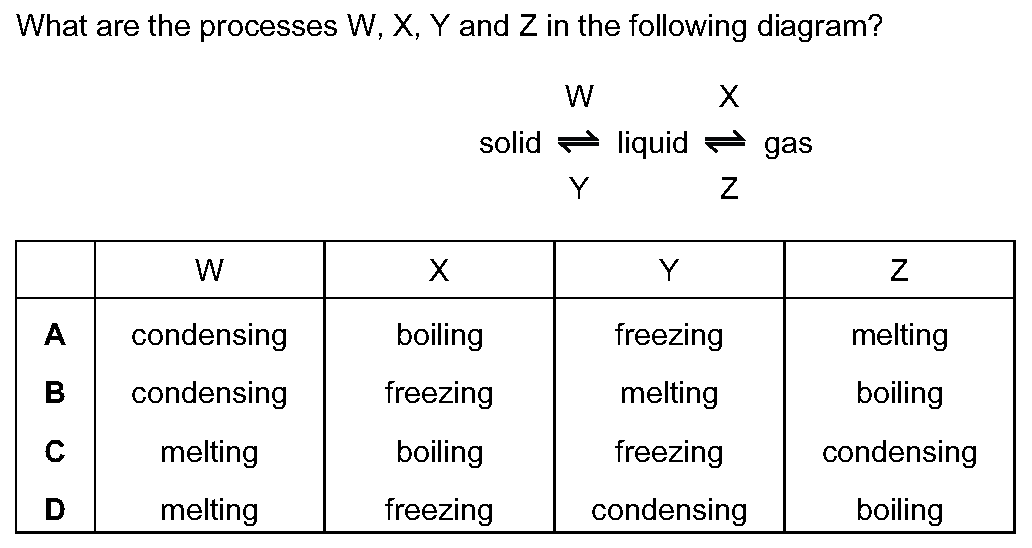 What are the processes W, X, Y and Z in the following diagram?
W X
solid ⇌ liquid ⇌ gas
Y Z
W X Y Z
A condensing boiling freezing melting
B condensing freezing melting boiling
C melting boiling freezing condensing
D melting freezing condensing boiling